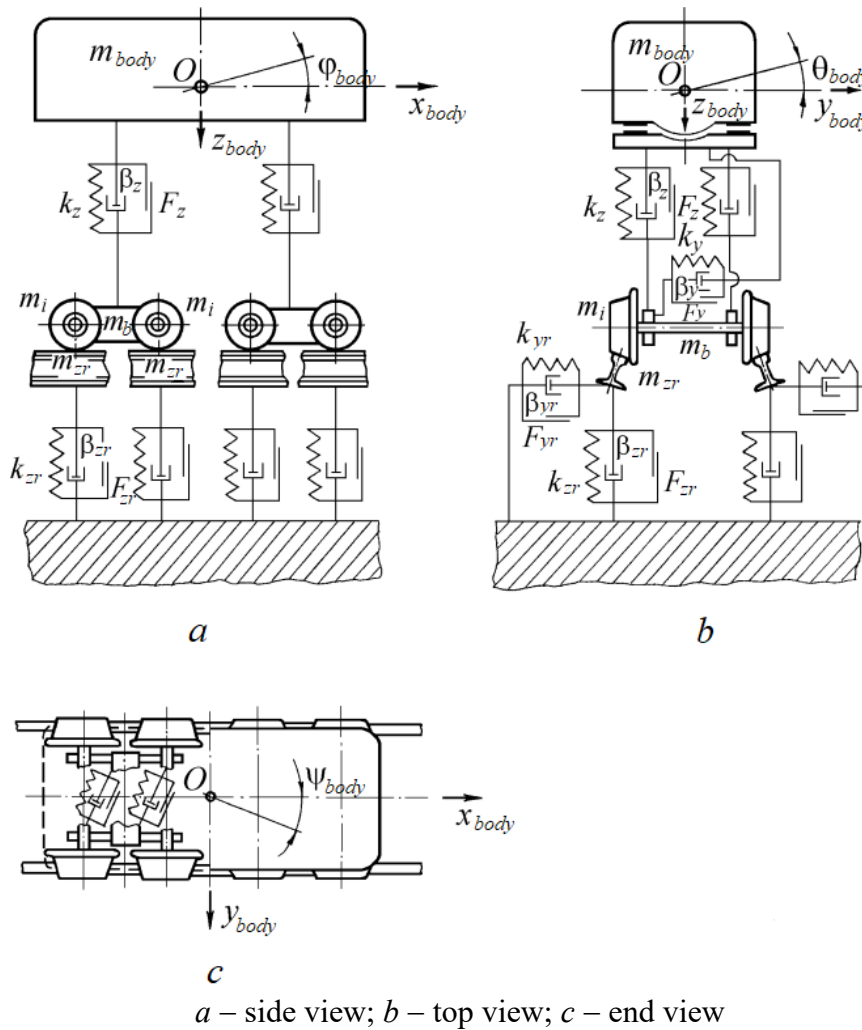 m_body
O
φ_body
x_body
z_body
k_z
β_z
F_z
m_i
m_b
m_i
m_zr
m_zr
k_zr
β_zr
F_zr
a
m_body
O
θ_body
z_body
y_body
k_z
β_z
F_z
k_y
β_y
F_y
m_i
m_b
k_yr
m_zr
β_yr
F_yr
k_zr
β_zr
F_zr
b
O
ψ_body
x_body
y_body
c
a – side view; b – top view; c – end view